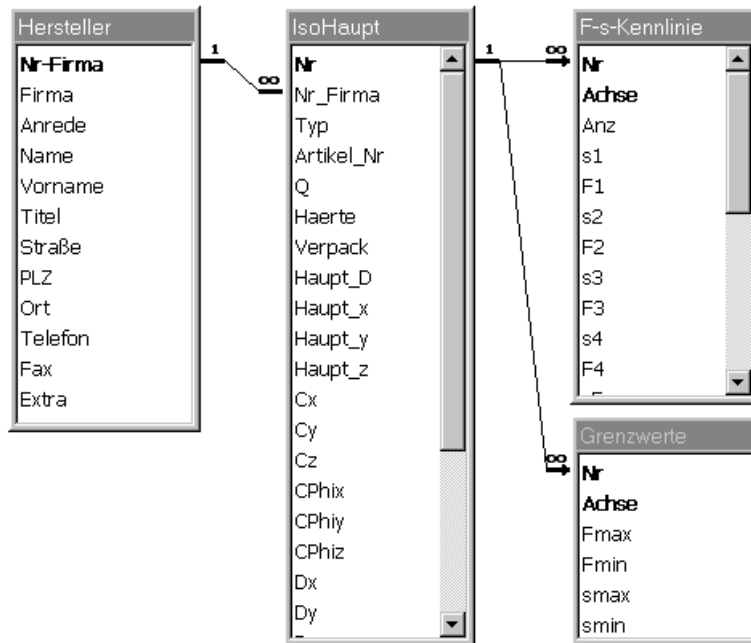 Hersteller
Nr-Firma
Firma
Anrede
Name
Vorname
Titel
Straße
PLZ
Ort
Telefon
Fax
Extra
1
∞
IsoHaupt
Nr
Nr_Firma
Typ
Artikel_Nr
Q
Haerte
Verpack
Haupt_D
Haupt_x
Haupt_y
Haupt_z
Cx
Cy
Cz
CPhix
CPhiy
CPhiz
Dx
Dy
1
∞
F-s-Kennlinie
Nr
Achse
Anz
s1
F1
s2
F2
s3
F3
s4
F4
∞
Grenzwerte
Nr
Achse
Fmax
Fmin
smax
smin